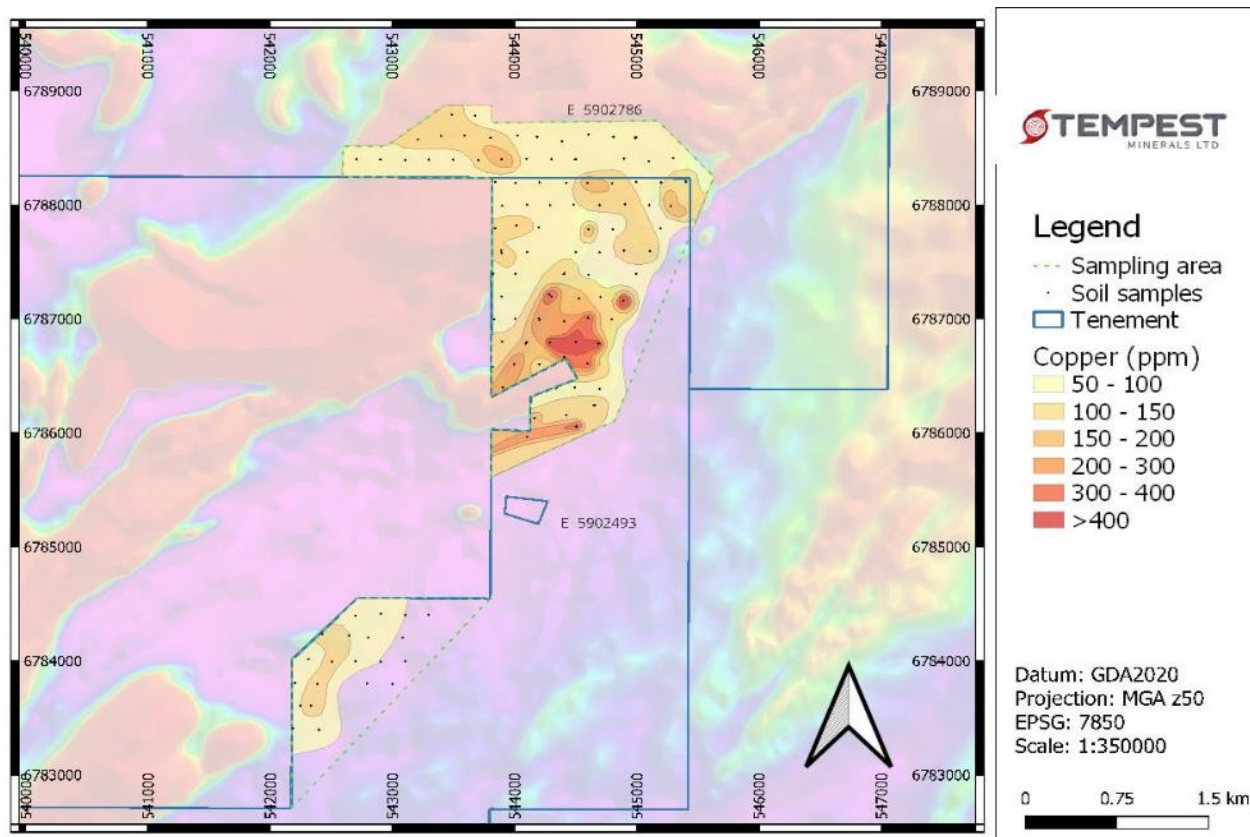 540000
541000
542000
543000
544000
545000
546000
547000
6789000
6789000
E 5902786
6788000
6788000
6787000
6787000
6786000
6786000
E 5902493
6785000
6785000
6784000
6784000
6783000
6783000
540000
541000
542000
543000
544000
545000
546000
547000
TEMPEST
MINERALS LTD
Legend
Sampling area
Soil samples
Tenement
Copper (ppm)
50 - 100
100 - 150
150 - 200
200 - 300
300 - 400
>400
Datum: GDA2020
Projection: MGA z50
EPSG: 7850
Scale: 1:350000
0 0.75 1.5 km